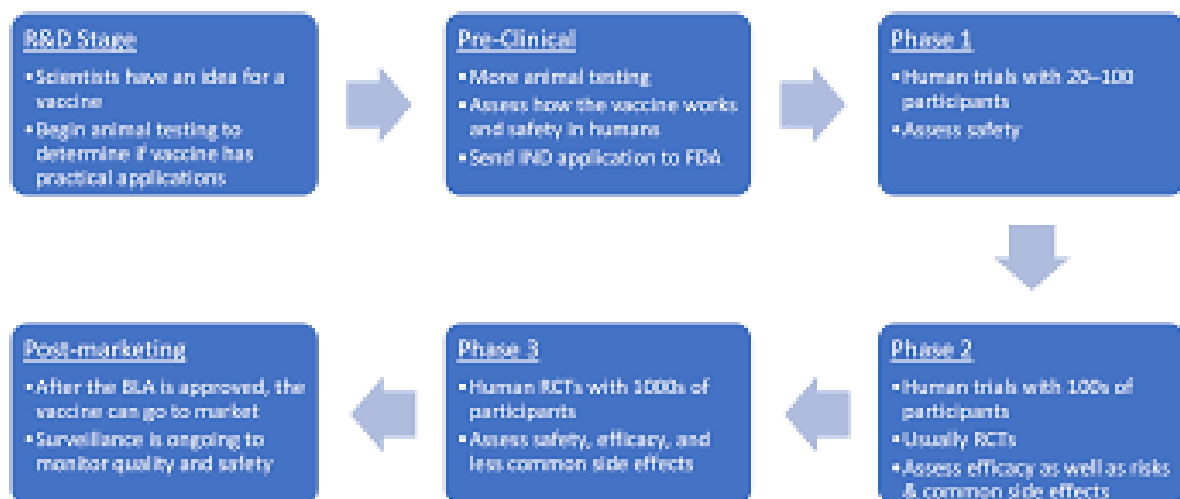 R&D Stage
•Scientists have an idea for a
vaccine
•Begin animal testing to
determine if vaccine has
practical applications
Pre-Clinical
•More animal testing
•Assess how the vaccine works
and safety in humans
•Send IND application to FDA
Phase 1
•Human trials with 20–100
participants
•Assess safety
Phase 2
•Human trials with 100s of
participants
•Usually RCTs
•Assess efficacy as well as risks
& common side effects
Phase 3
•Human RCTs with 1000s of
participants
•Assess safety, efficacy, and
less common side effects
Post-marketing
•After the BLA is approved, the
vaccine can go to market
•Surveillance is ongoing to
monitor quality and safety